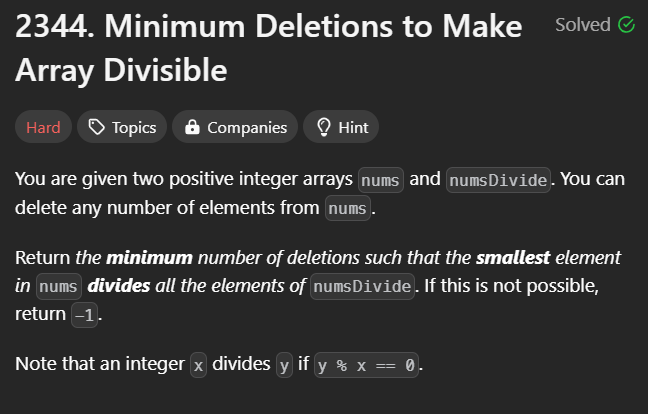 2344. Minimum Deletions to Make
Solved
Array Divisible
Hard
Topics
Companies
Hint
You are given two positive integer arrays nums and numsDivide. You can
delete any number of elements from nums.
Return the minimum number of deletions such that the smallest element
in nums divides all the elements of numsDivide. If this is not possible,
return -1.
Note that an integer x divides y if y % x == 0.